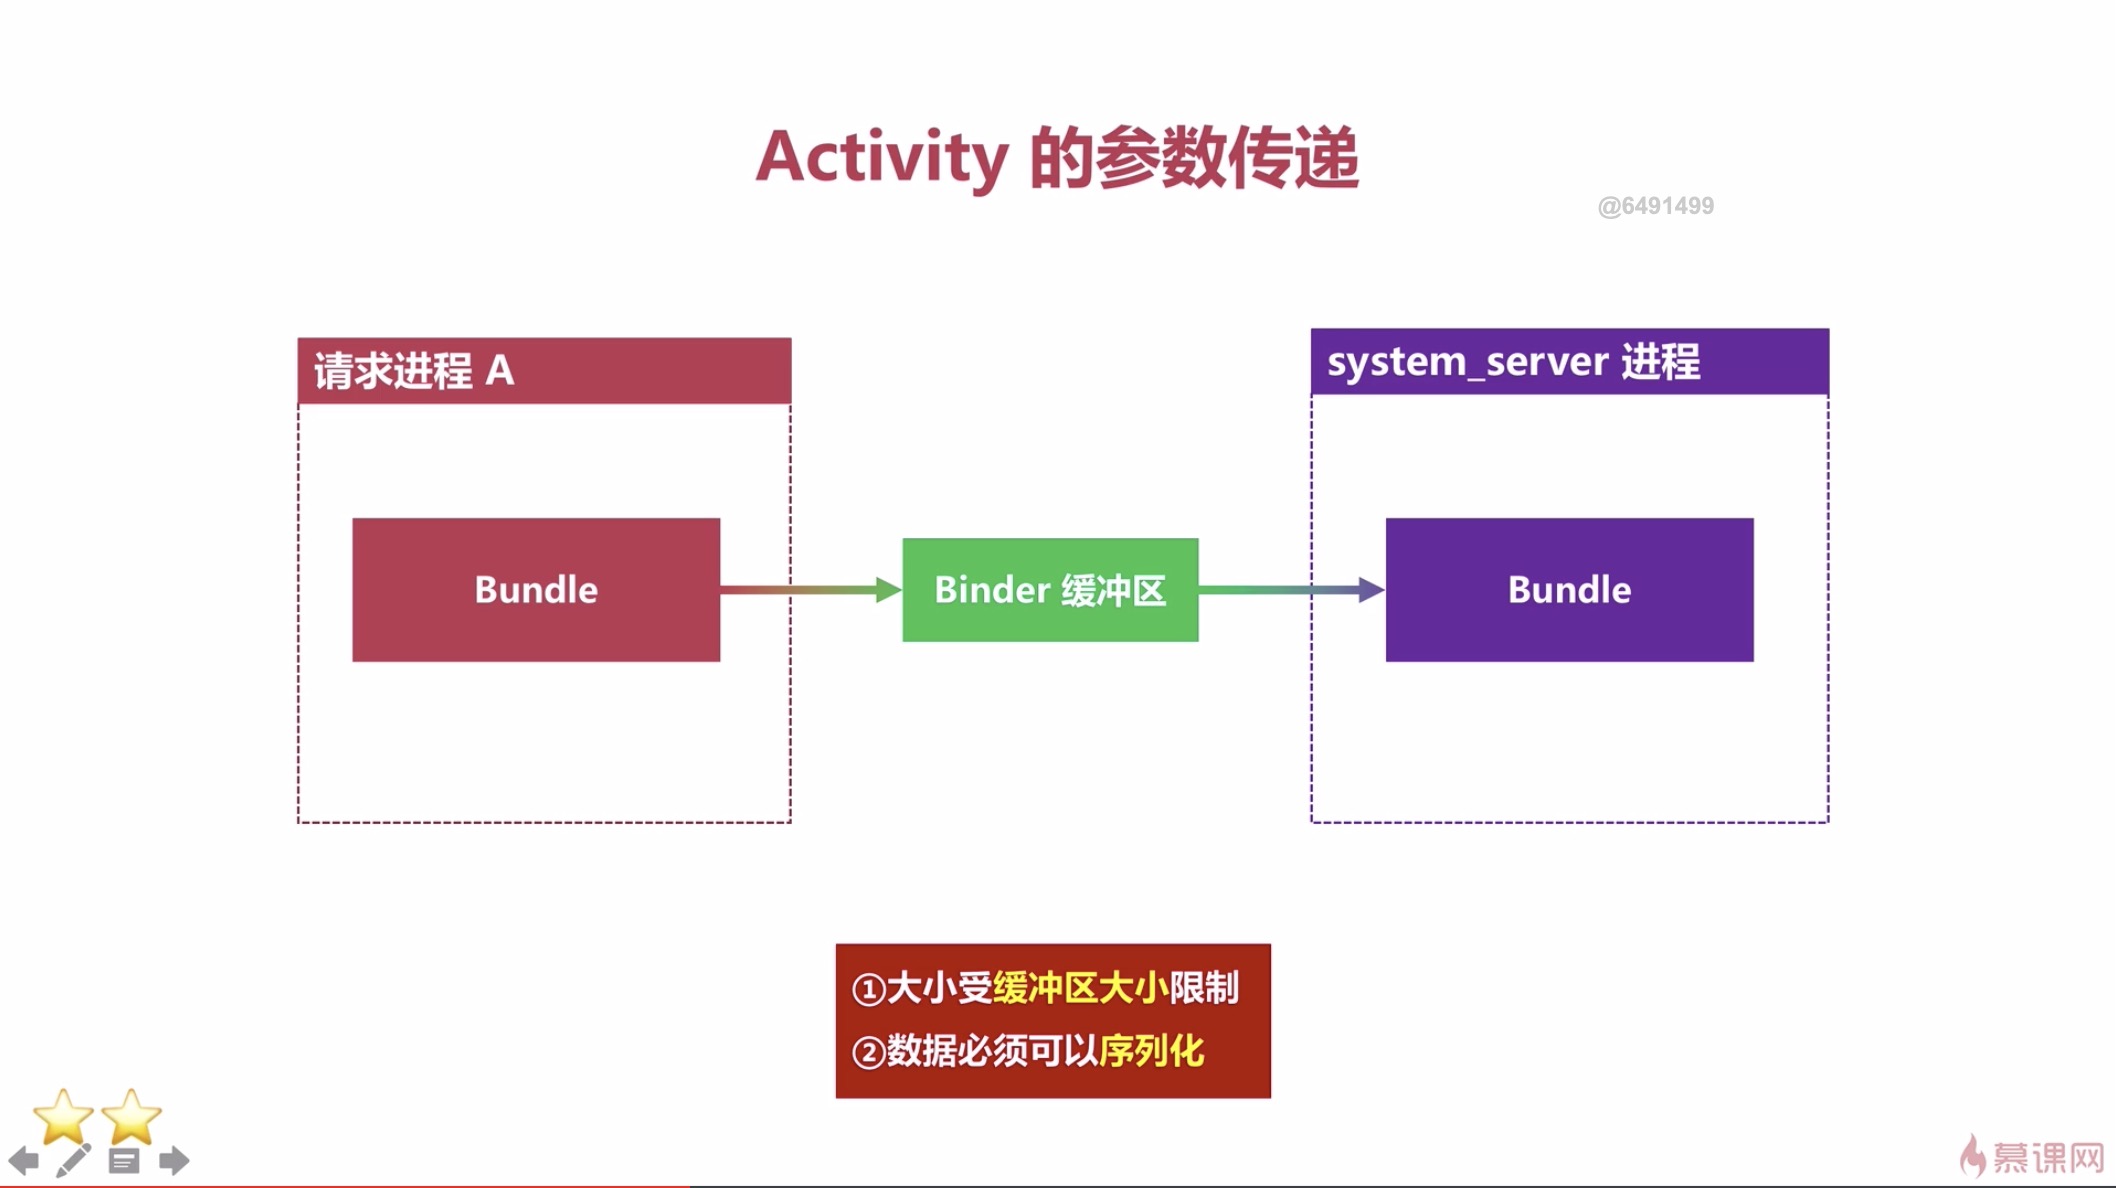 Activity 的参数传递
@6491499
请求进程 A
system_server 进程
Bundle
Binder 缓冲区
Bundle
①大小受缓冲区大小限制
②数据必须可以序列化
慕课网